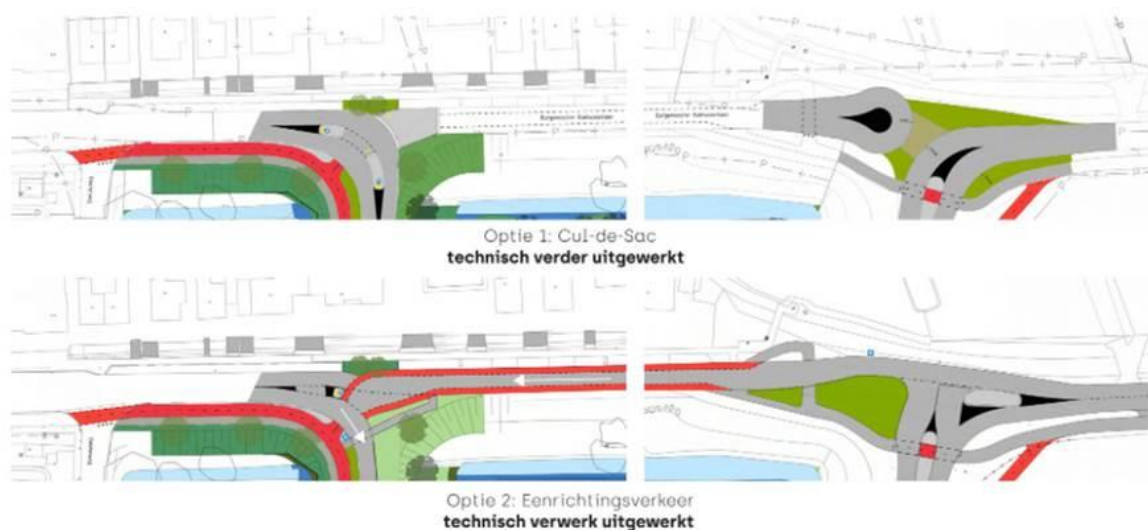 Optie 1: Cul-de-Sac
technisch verder uitgewerkt
Optie 2: Eenrichtingsverkeer
technisch verwerk uitgewerkt